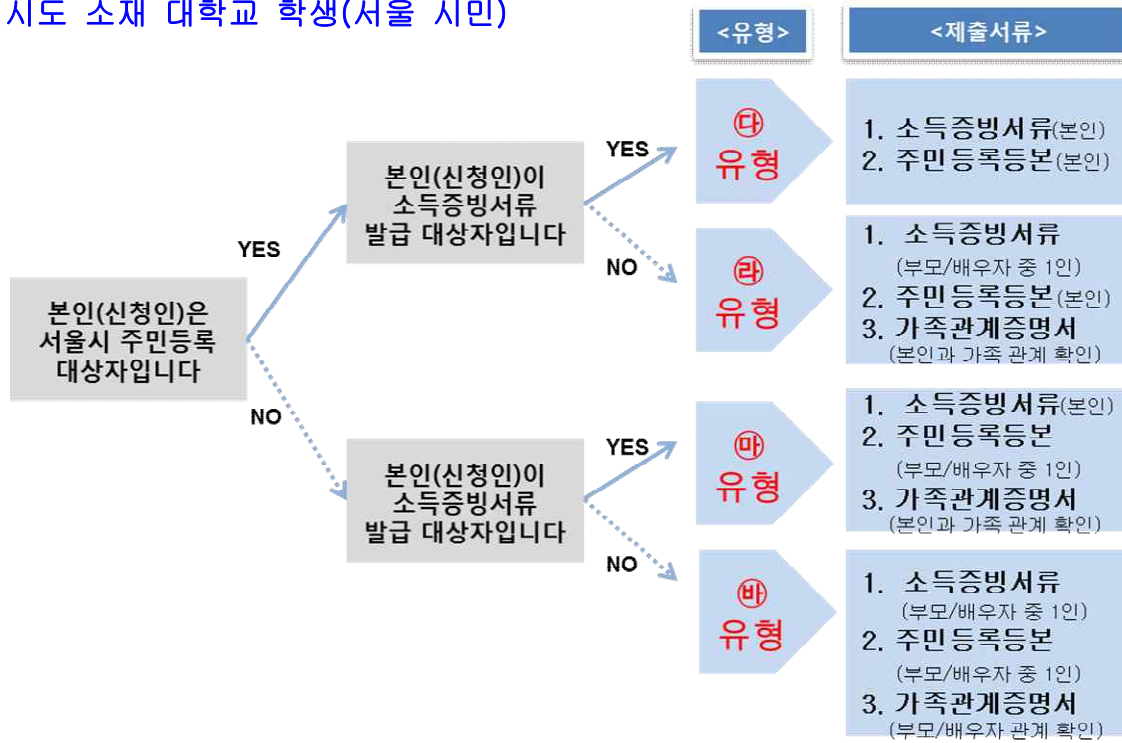 시도 소재 대학교 학생(서울 시민)
<유형>
<제출서류>
본인(신청인)은
서울시 주민등록
대상자입니다
YES
NO
본인(신청인)이
소득증빙서류
발급 대상자입니다
YES
NO
㉰
유형
1. 소득증빙서류(본인)
2. 주민등록등본(본인)
㉱
유형
1. 소득증빙서류
(부모/배우자 중 1인)
2. 주민등록등본(본인)
3. 가족관계증명서
(본인과 가족 관계 확인)
본인(신청인)이
소득증빙서류
발급 대상자입니다
YES
NO
㉲
유형
1. 소득증빙서류(본인)
2. 주민등록등본
(부모/배우자 중 1인)
3. 가족관계증명서
(본인과 가족 관계 확인)
㉳
유형
1. 소득증빙서류
(부모/배우자 중 1인)
2. 주민등록등본
(부모/배우자 중 1인)
3. 가족관계증명서
(부모/배우자 관계 확인)